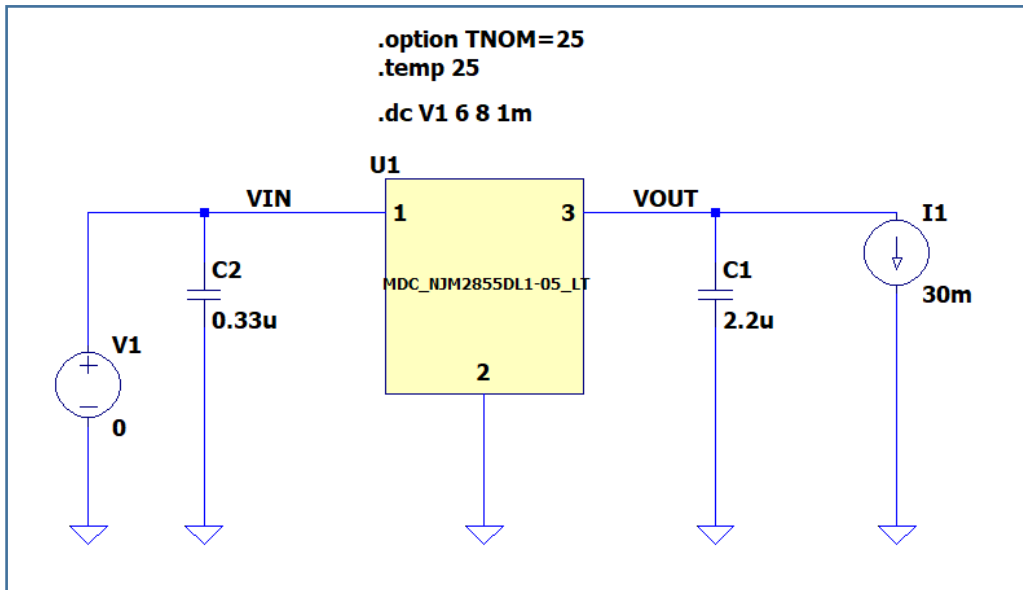 .option TNOM=25
.temp 25
.dc V1 6 8 1m
U1
VIN
1
3
VOUT
I1
C2
MDC_NJM2855DL1-05_LT
C1
30m
0.33u
2.2u
V1
2
0